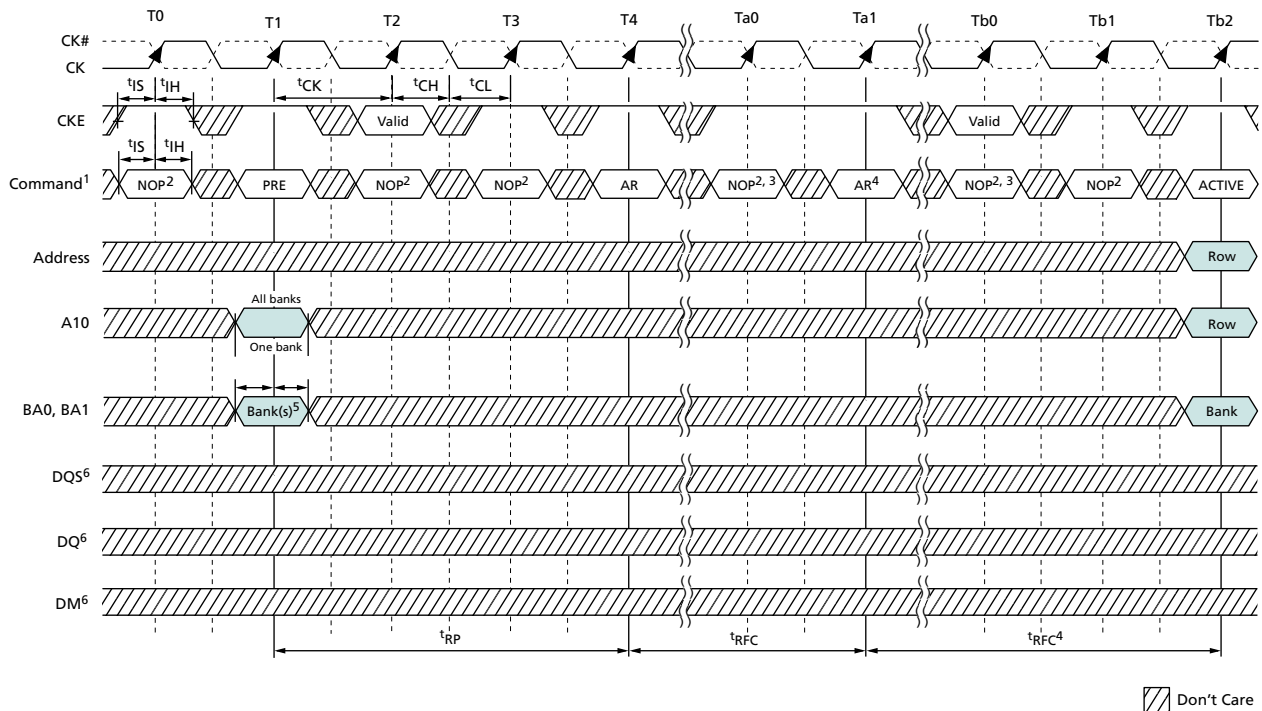 T0 T1 T2 T3 T4 Ta0 Ta1 Tb0 Tb1 Tb2
CK#
CK
tIS tIH tCK tCH tCL
CKE Valid Valid
tIS tIH
Command1 NOP2 PRE NOP2 NOP2 AR NOP2, 3 AR4 NOP2, 3 NOP2 ACTIVE
Address Row
All banks
A10 Row
One bank
BA0, BA1 Bank(s)5 Bank
DQS6
DQ6
DM6
tRP tRFC tRFC4
Don't Care